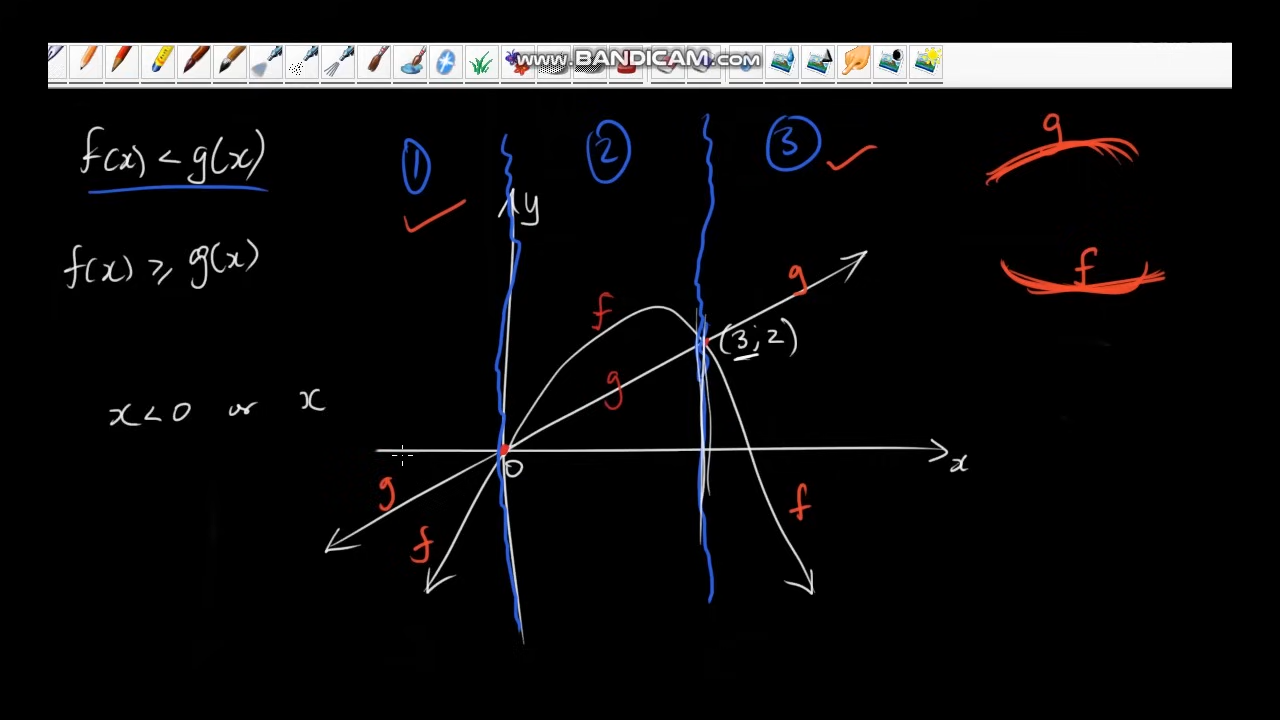 www.BANDICAM.com
f(x) < g(x)
① ② ③
g
y
f(x) ⩾ g(x)
f
g
f
(3;2)
g
x < 0 or x
0
x
g
f
f